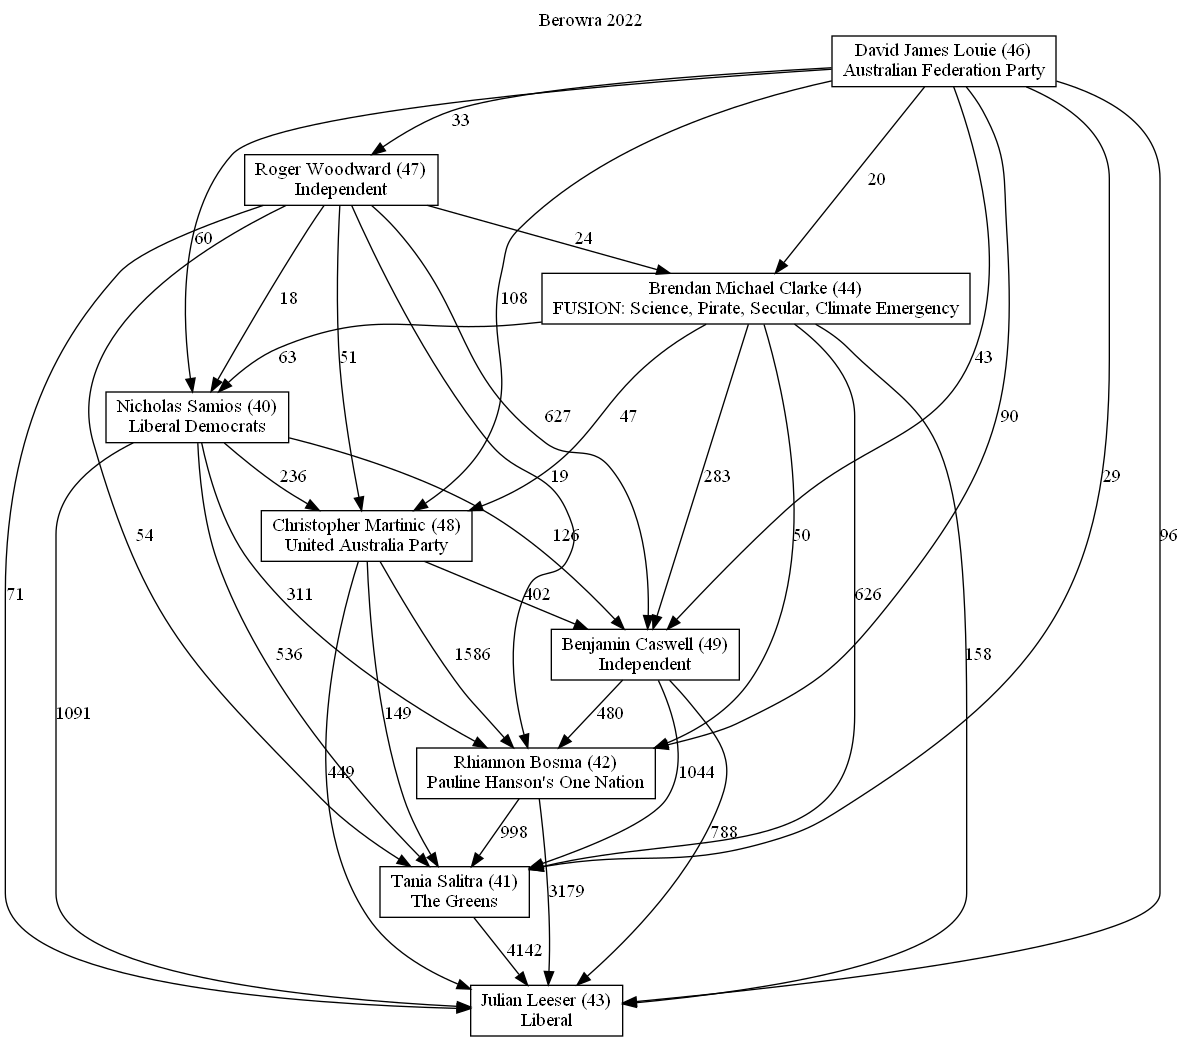 Berowra 2022
David James Louie (46)
Australian Federation Party
33
Roger Woodward (47)
Independent
20
60
24
Brendan Michael Clarke (44)
FUSION: Science, Pirate, Secular, Climate Emergency
18
108
63
51
43
Nicholas Samios (40)
Liberal Democrats
627
47
90
236
19
283
29
Christopher Martinic (48)
United Australia Party
54
126
50
96
71
311
402
626
Benjamin Caswell (49)
Independent
536
1586
158
1091
149
480
Rhiannon Bosma (42)
Pauline Hanson's One Nation
449
1044
998
788
Tania Salitra (41)
The Greens
3179
4142
Julian Leeser (43)
Liberal